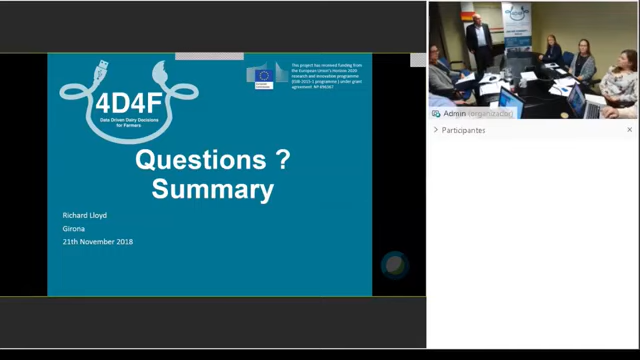 4D4F
Data Driven Dairy Decisions
for Farmers
This project has received funding from
the European Union's Horizon 2020
research and innovation programme
under grant
agreement Nº 696367
Questions ?
Summary
Richard Lloyd
Girona
21th November 2018
Admin (organizador)
Participantes